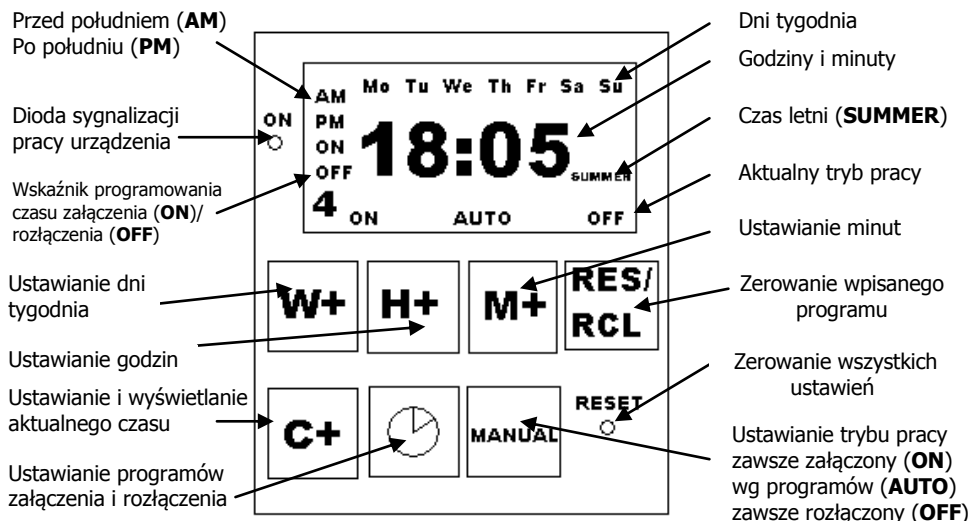 Przed południem (AM)
Po południu (PM)
Dioda sygnalizacji
pracy urządzenia
Wskaźnik programowania
czasu załączenia (ON)/
rozłączenia (OFF)
Ustawianie dni
tygodnia
Ustawianie godzin
Ustawianie i wyświetlanie
aktualnego czasu
Ustawianie programów
załączenia i rozłączenia
ON
Mo Tu We Th Fr Sa Su
AM
PM
ON
OFF
18:05
SUMMER
4
ON AUTO OFF
W+
H+
M+
RES/
RCL
C+
MANUAL
RESET
Dni tygodnia
Godziny i minuty
Czas letni (SUMMER)
Aktualny tryb pracy
Ustawianie minut
Zerowanie wpisanego
programu
Zerowanie wszystkich
ustawień
Ustawianie trybu pracy
zawsze załączony (ON)
wg programów (AUTO)
zawsze rozłączony (OFF)